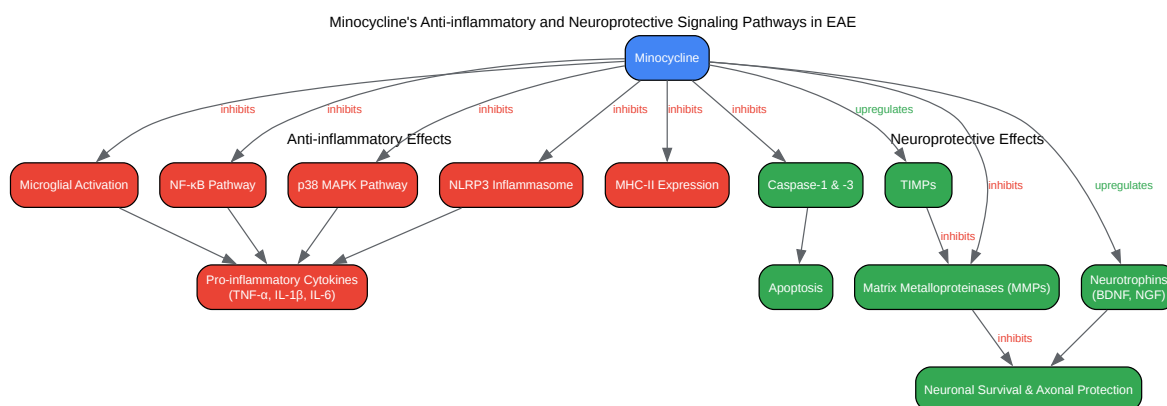 Minocycline's Anti-inflammatory and Neuroprotective Signaling Pathways in EAE
Minocycline
inhibits
inhibits
inhibits
inhibits
inhibits
inhibits
upregulates
Anti-inflammatory Effects
Neuroprotective Effects
Microglial Activation
NF-κB Pathway
p38 MAPK Pathway
NLRP3 Inflammasome
MHC-II Expression
Caspase-1 & -3
TIMPs
inhibits
upregulates
inhibits
Pro-inflammatory Cytokines
(TNF-α, IL-1β, IL-6)
Apoptosis
Matrix Metalloproteinases (MMPs)
Neurotrophins
(BDNF, NGF)
inhibits
Neuronal Survival & Axonal Protection